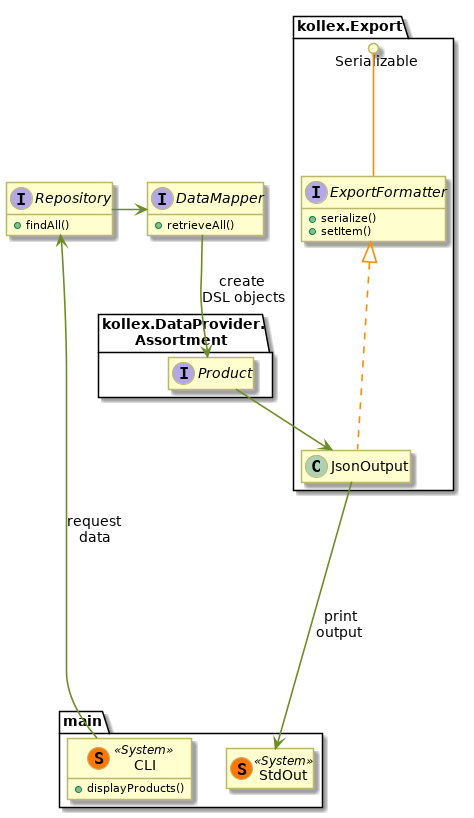 kollex.Export
Serializable
I Repository
findAll()
I DataMapper
retrieveAll()
I ExportFormatter
serialize()
setItem()
create
DSL objects
kollex.DataProvider.
Assortment
I Product
C JsonOutput
request
data
print
output
main
S «System»
CLI
displayProducts()
S «System»
StdOut